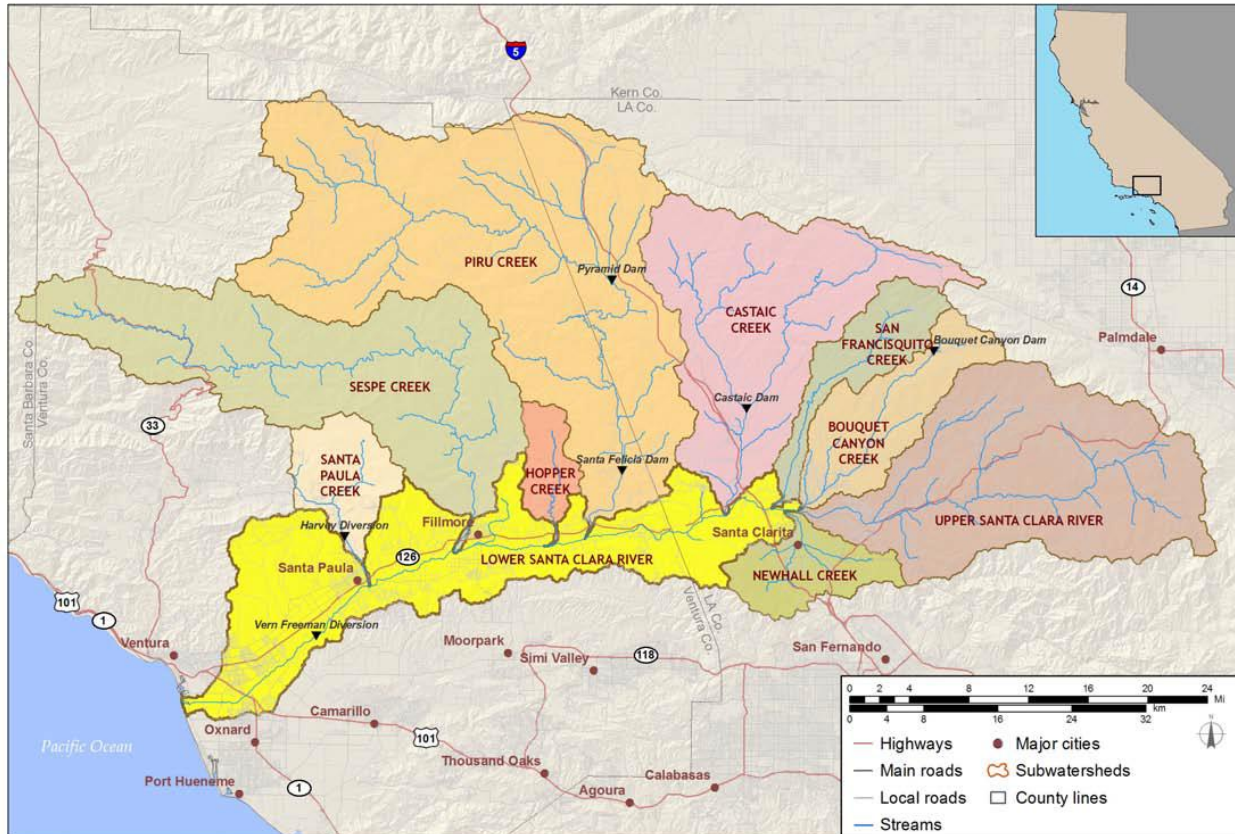 5
Kern Co.
LA Co.
14
Palmdale
PIRU CREEK
Pyramid Dam
CASTAIC
CREEK
SAN
FRANCISQUITO
CREEK
Bouquet Canyon Dam
Santa Barbara Co.
Ventura Co.
SESPE CREEK
33
Castaic Dam
BOUQUET
CANYON
CREEK
SANTA
PAULA
CREEK
HOPPER
CREEK
Santa Felicia Dam
Harvey Diversion
Fillmore
126
LOWER SANTA CLARA RIVER
Santa Clarita
UPPER SANTA CLARA RIVER
Santa Paula
NEWHALL CREEK
101
1
Vern Freeman Diversion
LA Co.
Ventura Co.
Ventura
Moorpark
Simi Valley
118
San Fernando
Oxnard
Camarillo
101
Pacific Ocean
Port Hueneme
1
Thousand Oaks
Agoura
Calabasas
0 2 4 8 12 16 20 24
Mi
0 4 8 16 24 32
km
N
Highways
Main roads
Local roads
Streams
Major cities
Subwatersheds
County lines